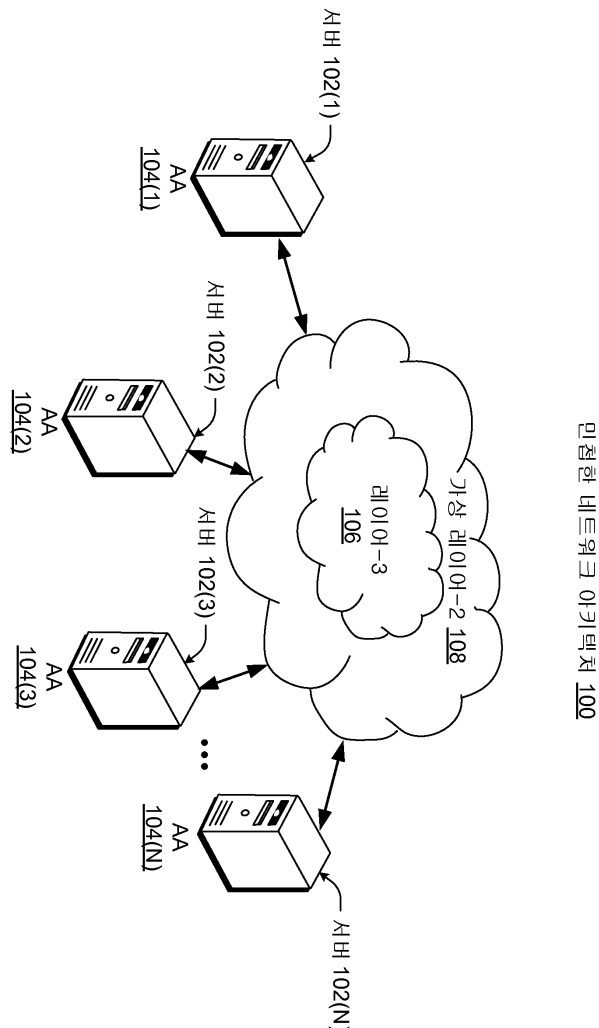 민첩한 네트워크 아키텍처 100
서버 102(1)
AA
104(1)
서버 102(2)
AA
104(2)
가상 레이어-2 108
레이어-3
106
서버 102(3)
AA
104(3)
...
서버 102(N)
AA
104(N)